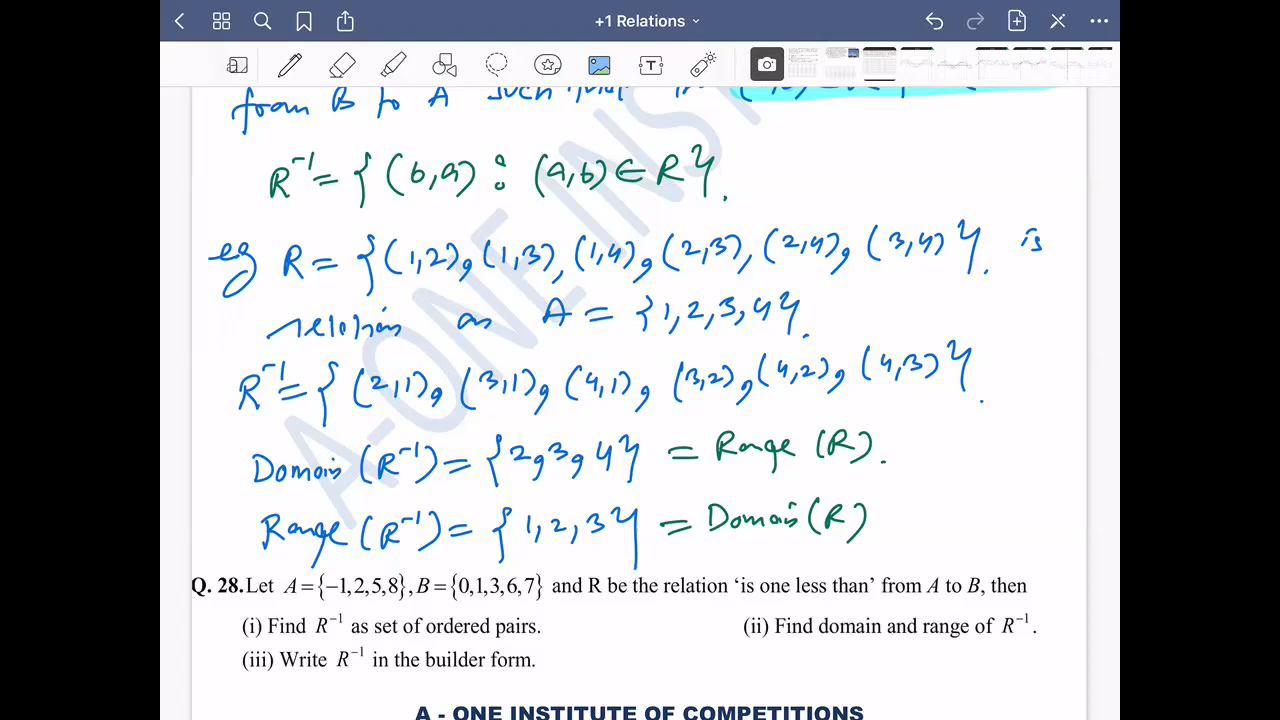 +1 Relations
from B to A such that
R⁻¹ = { (b,a) : (a,b) ∈ R }.
eg R = { (1,2), (1,3), (1,4), (2,3), (2,4), (3,4) }. is
relation on A = {1,2,3,4}.
R⁻¹ = { (2,1), (3,1), (4,1), (3,2), (4,2), (4,3) }.
Domain (R⁻¹) = {2,3,4} = Range (R).
Range (R⁻¹) = {1,2,3} = Domain (R)
Q. 28. Let A = {−1,2,5,8}, B = {0,1,3,6,7} and R be the relation ‘is one less than’ from A to B, then
(i) Find R⁻¹ as set of ordered pairs. (ii) Find domain and range of R⁻¹.
(iii) Write R⁻¹ in the builder form.
A - ONE INSTITUTE OF COMPETITIONS
A-ONE INST